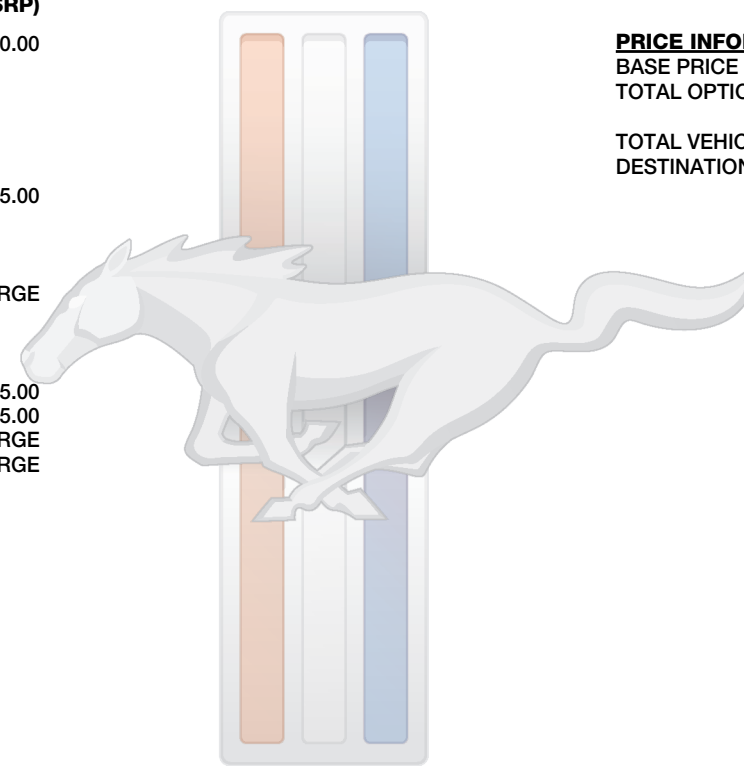 SRP)
0.00
5.00
RGE
5.00
5.00
RGE
RGE
PRICE INFO
BASE PRICE
TOTAL OPTIO
TOTAL VEHIC
DESTINATION